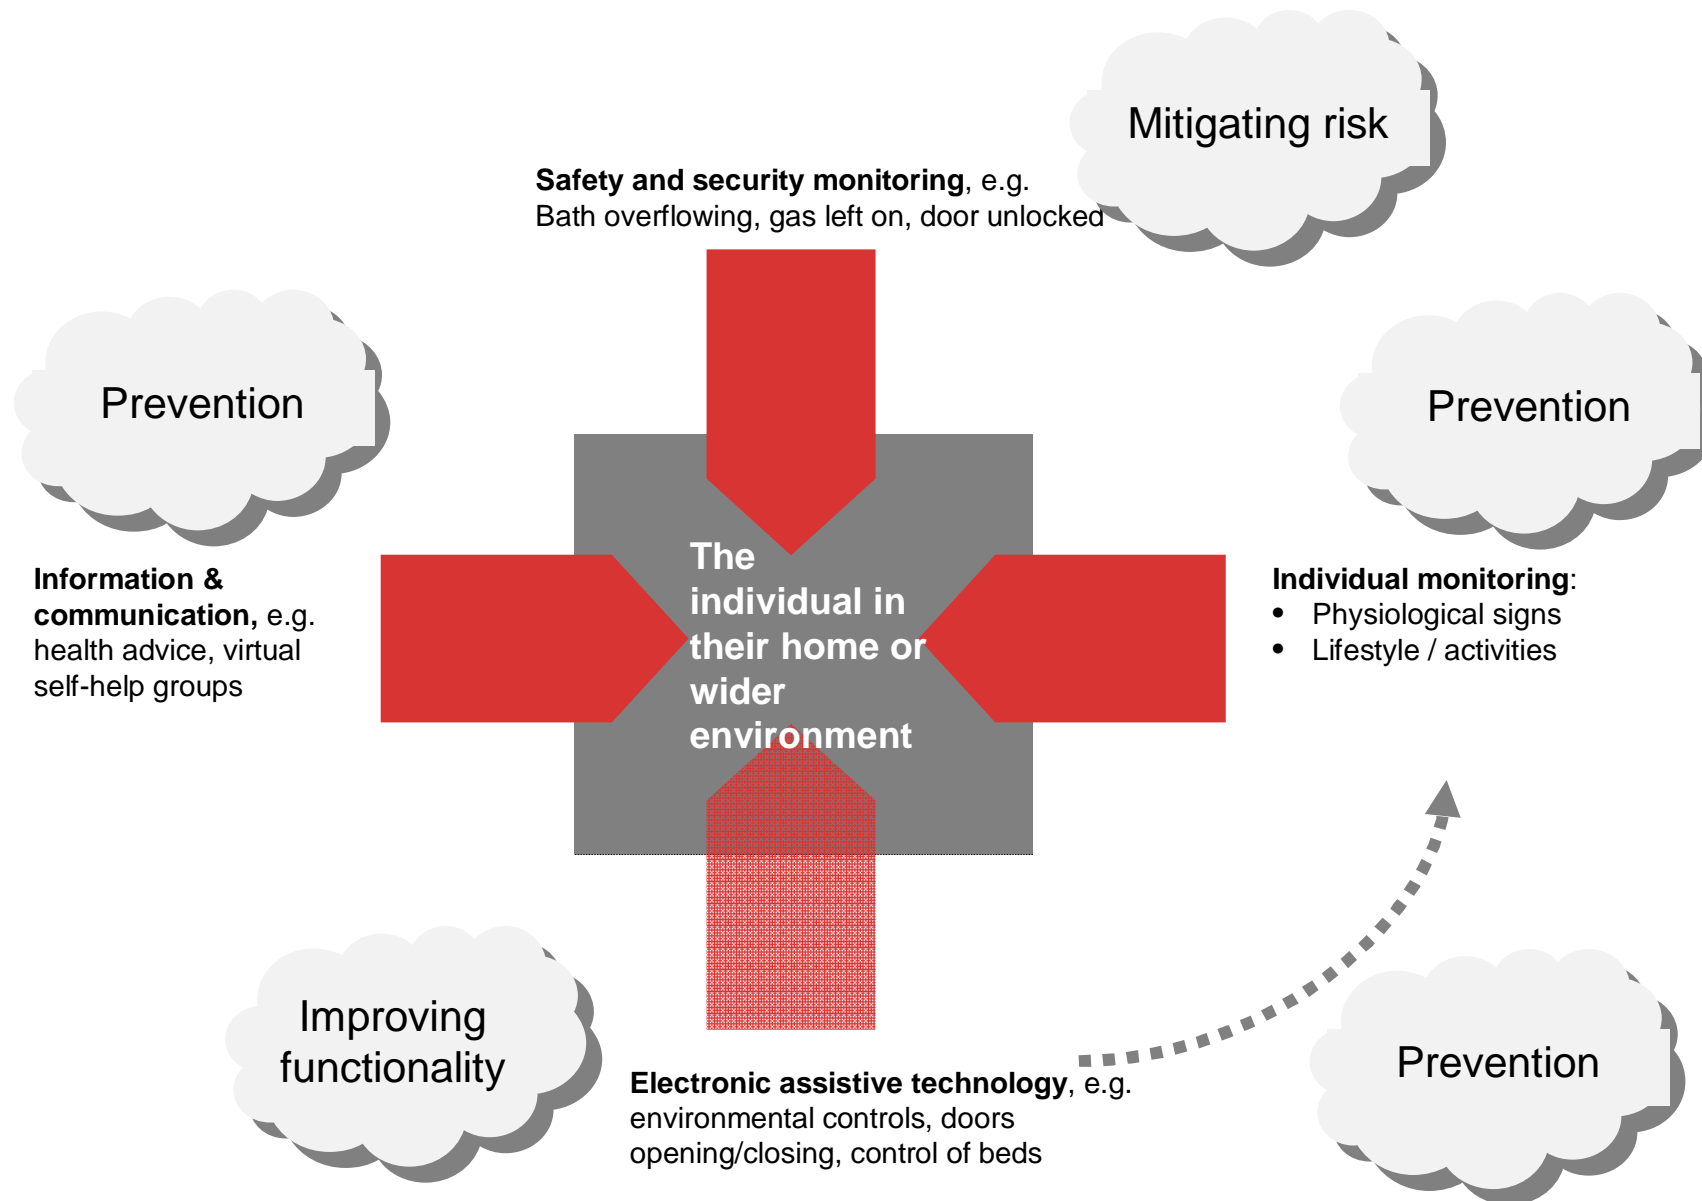 Mitigating risk
Safety and security monitoring, e.g.
Bath overflowing, gas left on, door unlocked
Prevention
Prevention
Information &
communication, e.g.
health advice, virtual
self-help groups
The
individual in
their home or
wider
environment
Individual monitoring:
• Physiological signs
• Lifestyle / activities
Improving
functionality
Electronic assistive technology, e.g.
environmental controls, doors
opening/closing, control of beds
Prevention